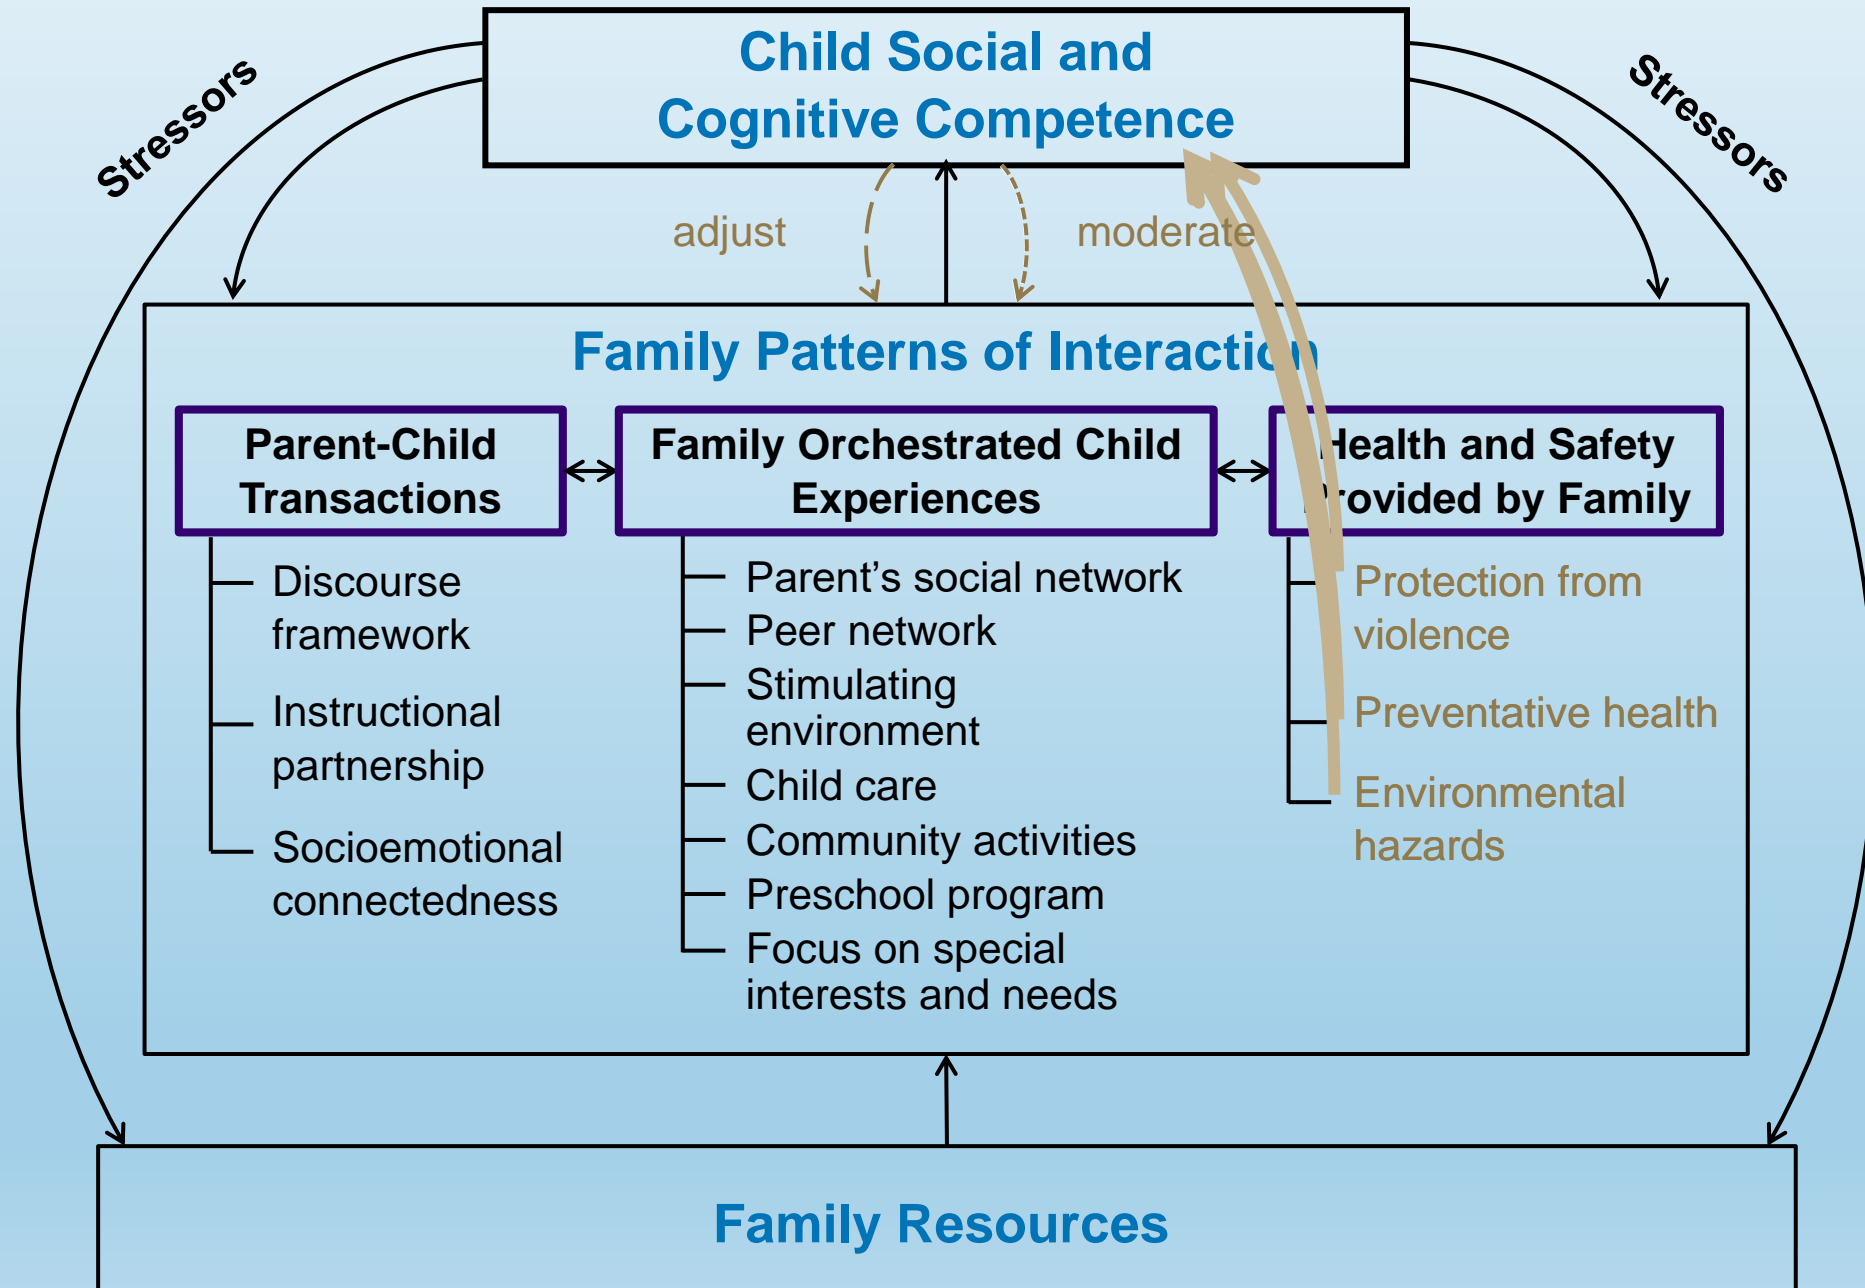 Child Social and
Cognitive Competence
Stressors
Stressors
adjust
moderate
Family Patterns of Interaction
Parent-Child
Transactions
Family Orchestrated Child
Experiences
Health and Safety
Provided by Family
Discourse
framework
Instructional
partnership
Socioemotional
connectedness
Parent’s social network
Peer network
Stimulating
environment
Child care
Community activities
Preschool program
Focus on special
interests and needs
Protection from
violence
Preventative health
Environmental
hazards
Family Resources